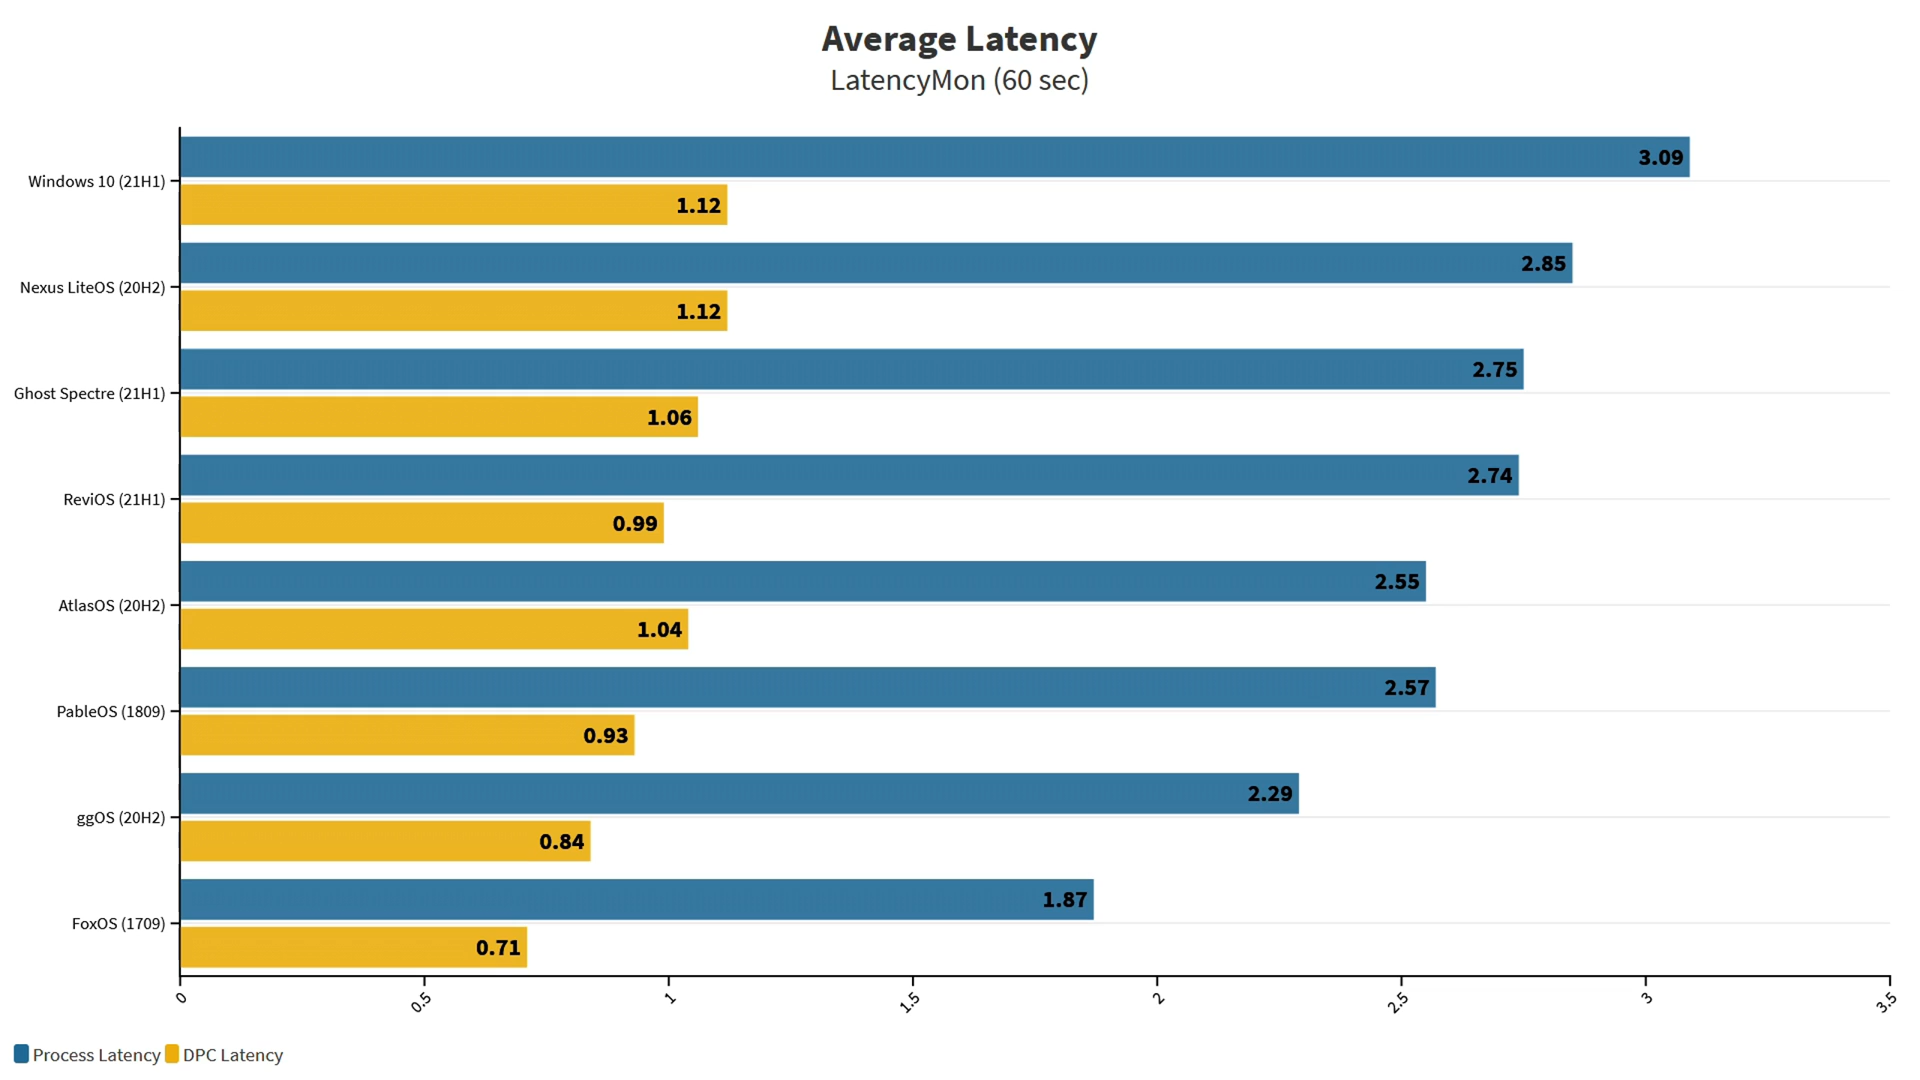 Average Latency
LatencyMon (60 sec)
Windows 10 (21H1)
3.09
1.12
Nexus LiteOS (20H2)
2.85
1.12
Ghost Spectre (21H1)
2.75
1.06
ReviOS (21H1)
2.74
0.99
AtlasOS (20H2)
2.55
1.04
PableOS (1809)
2.57
0.93
ggOS (20H2)
2.29
0.84
FoxOS (1709)
1.87
0.71
0 0.5 1 1.5 2 2.5 3 3.5
Process Latency DPC Latency